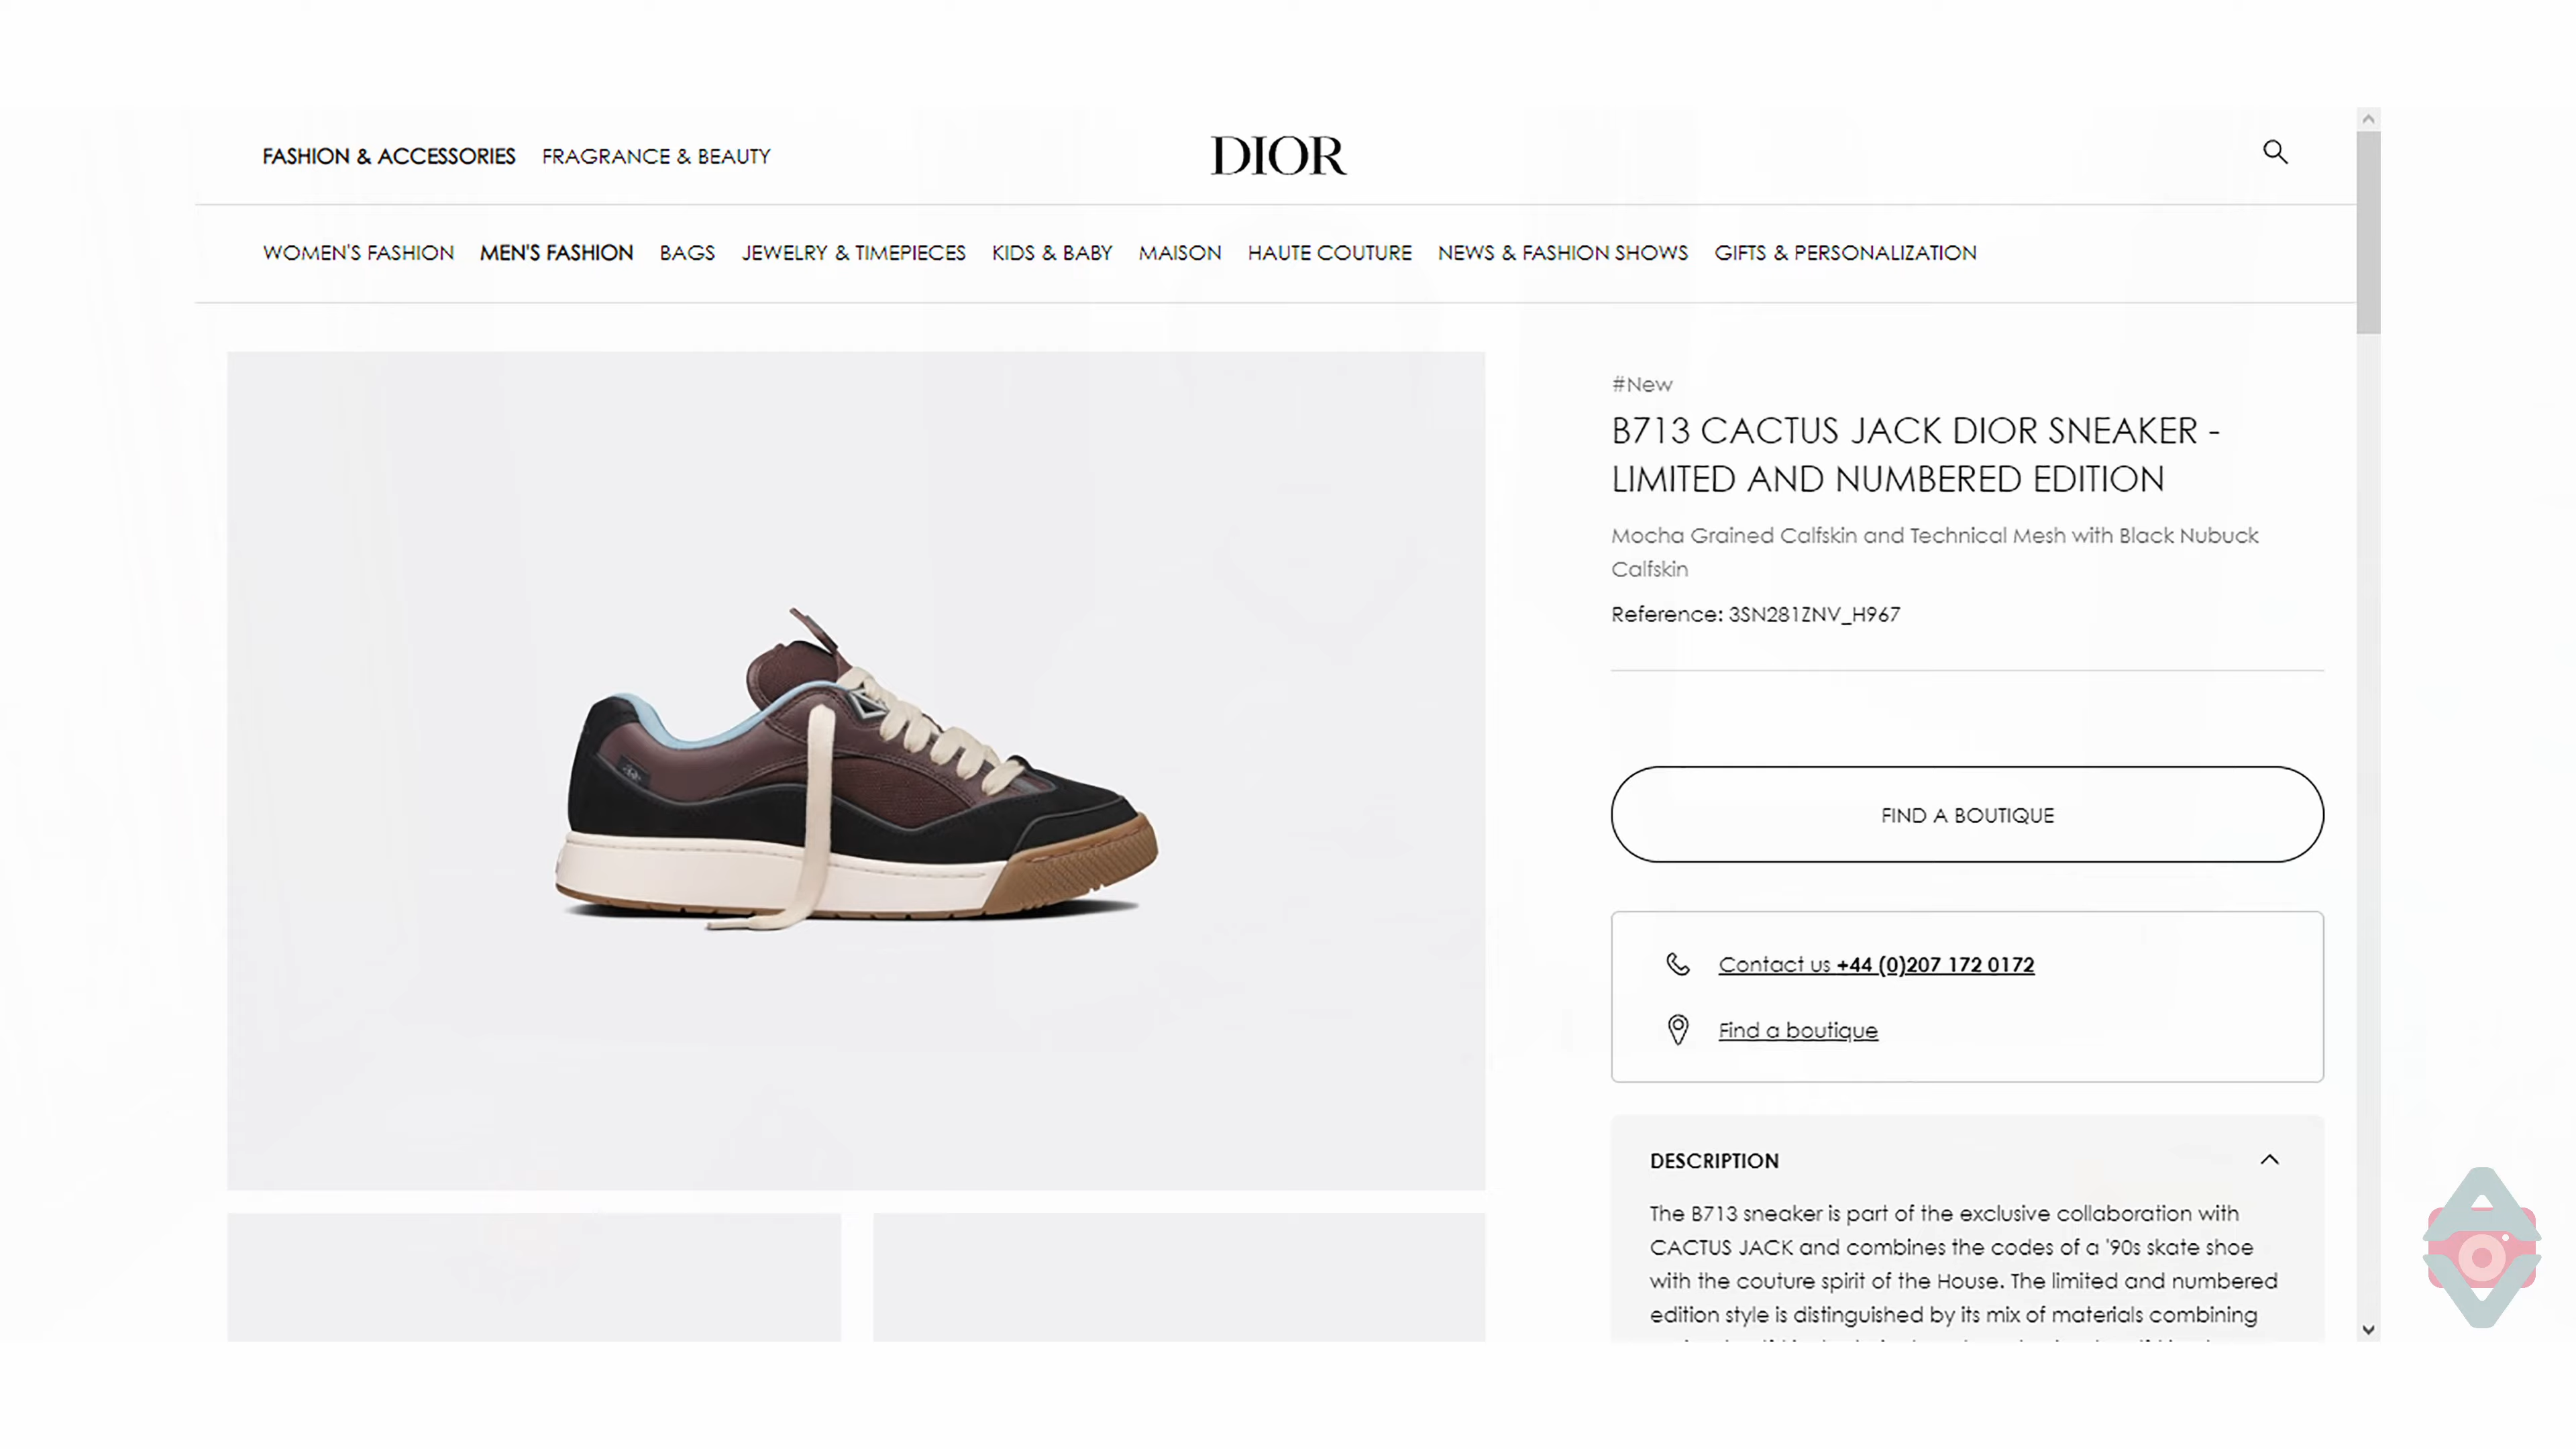 FASHION & ACCESSORIES FRAGRANCE & BEAUTY
DIOR
WOMEN'S FASHION MEN'S FASHION BAGS JEWELRY & TIMEPIECES KIDS & BABY MAISON HAUTE COUTURE NEWS & FASHION SHOWS GIFTS & PERSONALIZATION
#New
B713 CACTUS JACK DIOR SNEAKER -
LIMITED AND NUMBERED EDITION
Mocha Grained Calfskin and Technical Mesh with Black Nubuck
Calfskin
Reference: 3SN281ZNV_H967
FIND A BOUTIQUE
Contact us +44 (0)207 172 0172
Find a boutique
DESCRIPTION
The B713 sneaker is part of the exclusive collaboration with
CACTUS JACK and combines the codes of a '90s skate shoe
with the couture spirit of the House. The limited and numbered
edition style is distinguished by its mix of materials combining